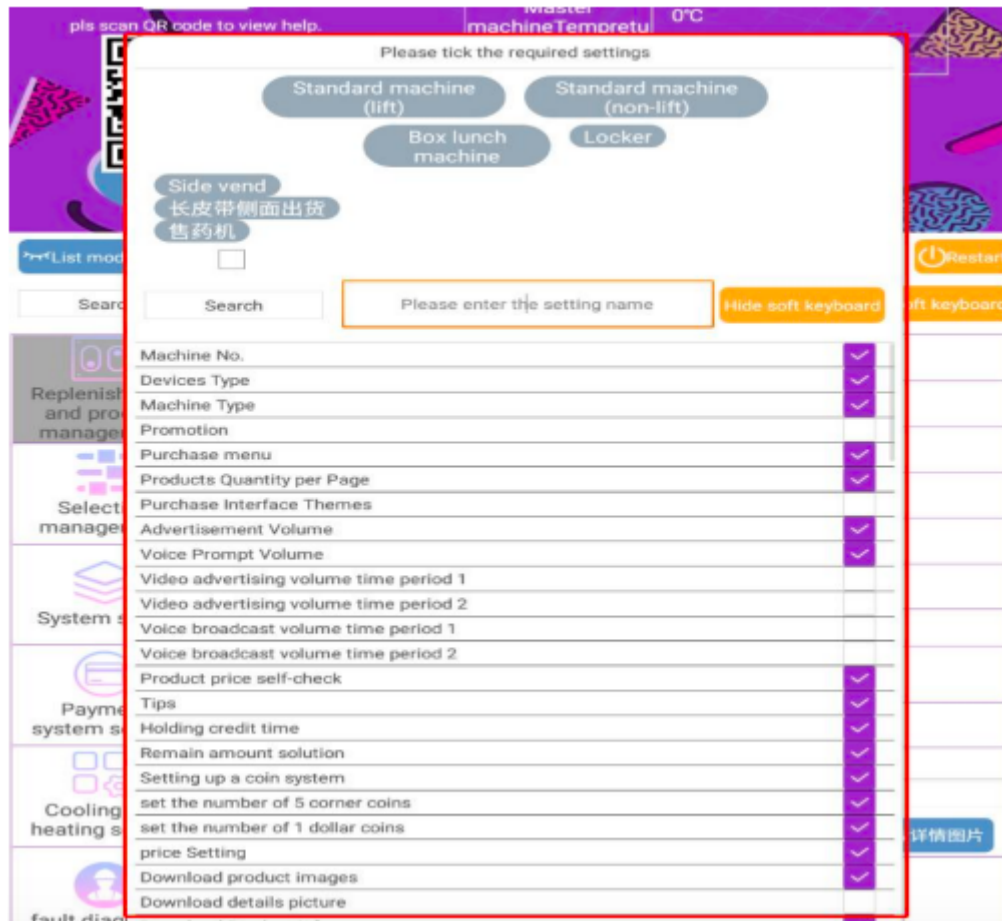 pls scan QR code to view help.
Master
machineTempretu
0℃
Please tick the required settings
Standard machine
(lift)
Standard machine
(non-lift)
Box lunch
machine
Locker
Side vend
长皮带侧面出货
售药机
List mod
Restar
Searc
Search
Please enter the setting name
Hide soft keyboard
ft keyboard
Replenish
and pro
manage
Selecti
manage
System s
Payme
system s
Cooling
heating s
fault diag
Machine No.
Devices Type
Machine Type
Promotion
Purchase menu
Products Quantity per Page
Purchase Interface Themes
Advertisement Volume
Voice Prompt Volume
Video advertising volume time period 1
Video advertising volume time period 2
Voice broadcast volume time period 1
Voice broadcast volume time period 2
Product price self-check
Tips
Holding credit time
Remain amount solution
Setting up a coin system
set the number of 5 corner coins
set the number of 1 dollar coins
price Setting
Download product images
Download details picture
详情图片